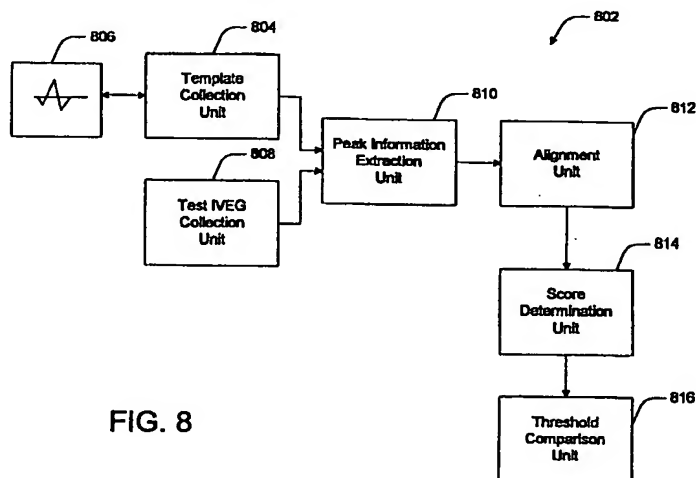 806
804
802
Template
Collection
Unit
810
812
Peak Information
Extraction
Unit
Alignment
Unit
808
Test IVEG
Collection
Unit
814
Score
Determination
Unit
816
Threshold
Comparison
Unit
FIG. 8